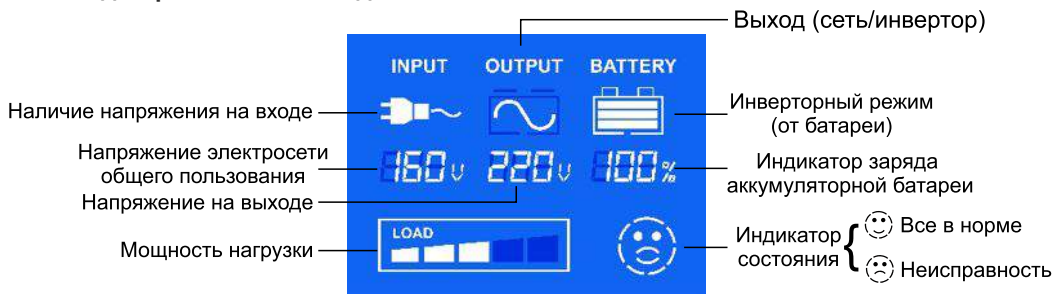 Выход (сеть/инвертор)
INPUT OUTPUT BATTERY
Наличие напряжения на входе
Инверторный режим
(от батареи)
Напряжение электросети
общего пользования
160 V 220 V 100 %
Индикатор заряда
аккумуляторной батареи
Напряжение на выходе
LOAD
Мощность нагрузки
Индикатор
состояния
Все в норме
Неисправность